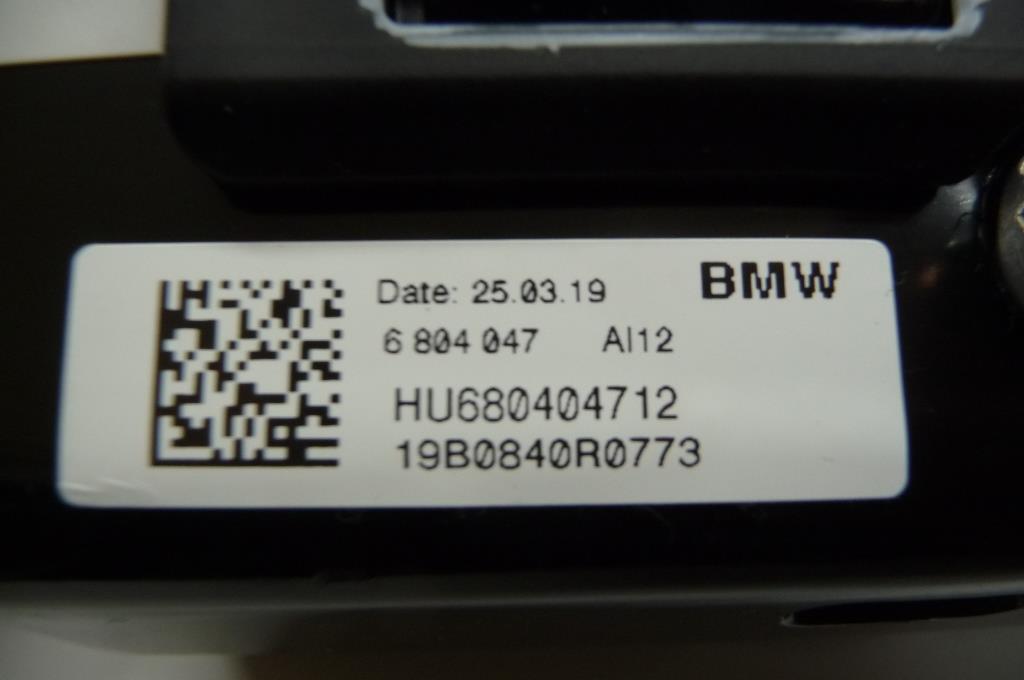 Date: 25.03.19 BMW
6 804 047 AI12
HU680404712
19B0840R0773